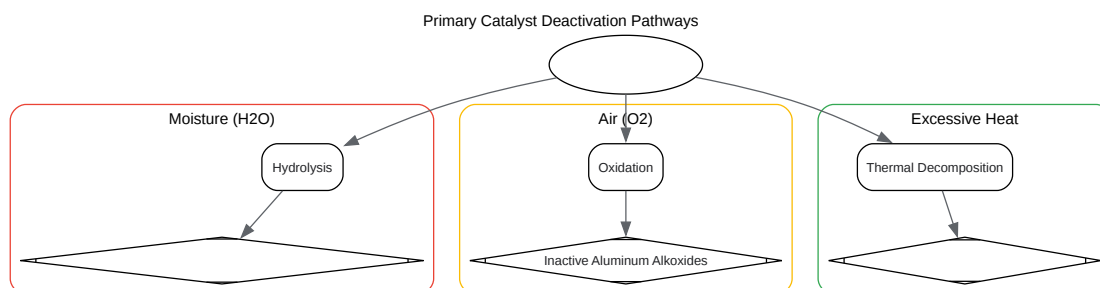 Primary Catalyst Deactivation Pathways
Moisture (H2O)
Air (O2)
Excessive Heat
Hydrolysis
Oxidation
Thermal Decomposition
Inactive Aluminum Alkoxides